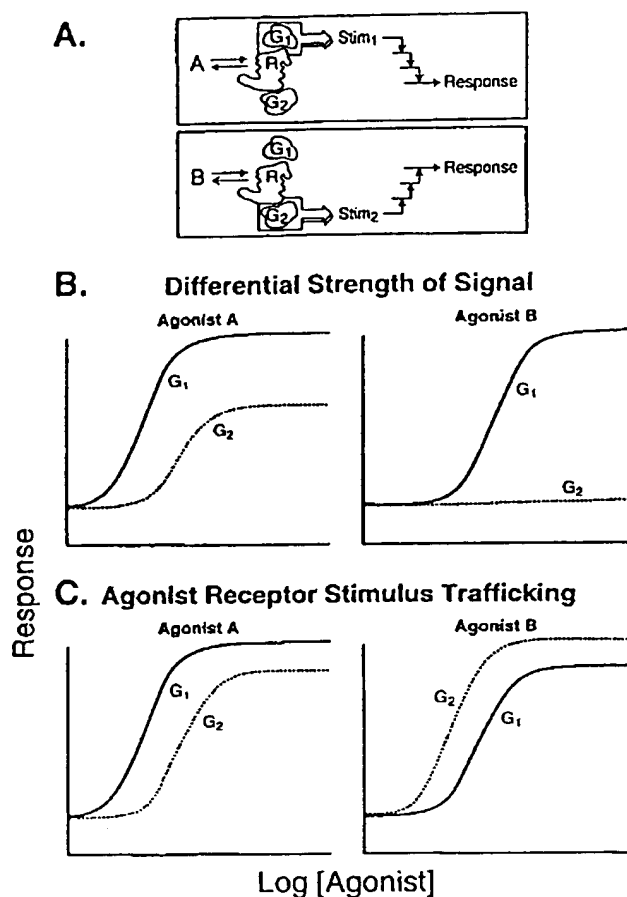 A.
G1
Stim1
A
R
Response
G2
G1
Response
B
R
G2
Stim2
B. Differential Strength of Signal
Agonist A
Agonist B
G1
G1
G2
G2
Response
C. Agonist Receptor Stimulus Trafficking
Agonist A
Agonist B
G1
G2
G2
G1
Log [Agonist]